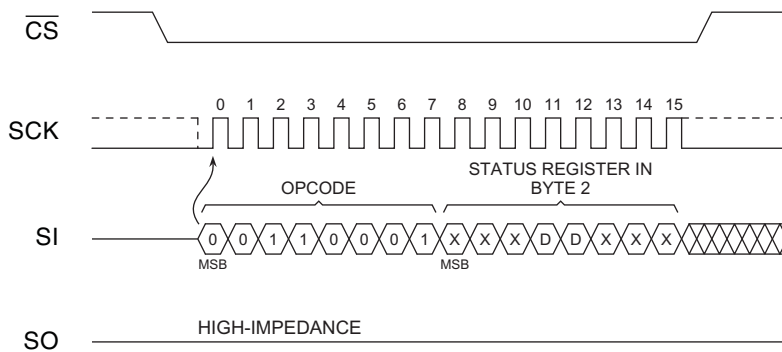 CS
0 1 2 3 4 5 6 7 8 9 10 11 12 13 14 15
SCK
STATUS REGISTER IN
OPCODE BYTE 2
SI 0 0 1 1 0 0 0 1 X X X D D X X X
MSB MSB
HIGH-IMPEDANCE
SO